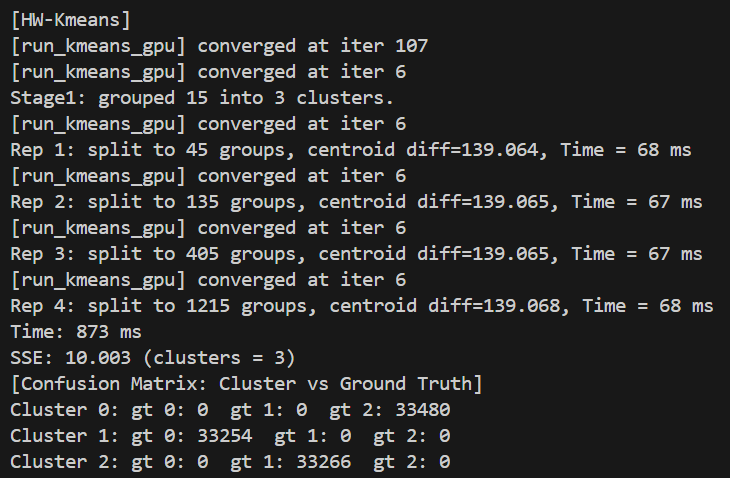 [HW-Kmeans]
[run_kmeans_gpu] converged at iter 107
[run_kmeans_gpu] converged at iter 6
Stage1: grouped 15 into 3 clusters.
[run_kmeans_gpu] converged at iter 6
Rep 1: split to 45 groups, centroid diff=139.064, Time = 68 ms
[run_kmeans_gpu] converged at iter 6
Rep 2: split to 135 groups, centroid diff=139.065, Time = 67 ms
[run_kmeans_gpu] converged at iter 6
Rep 3: split to 405 groups, centroid diff=139.065, Time = 67 ms
[run_kmeans_gpu] converged at iter 6
Rep 4: split to 1215 groups, centroid diff=139.068, Time = 68 ms
Time: 873 ms
SSE: 10.003 (clusters = 3)
[Confusion Matrix: Cluster vs Ground Truth]
Cluster 0: gt 0: 0  gt 1: 0  gt 2: 33480
Cluster 1: gt 0: 33254  gt 1: 0  gt 2: 0
Cluster 2: gt 0: 0  gt 1: 33266  gt 2: 0